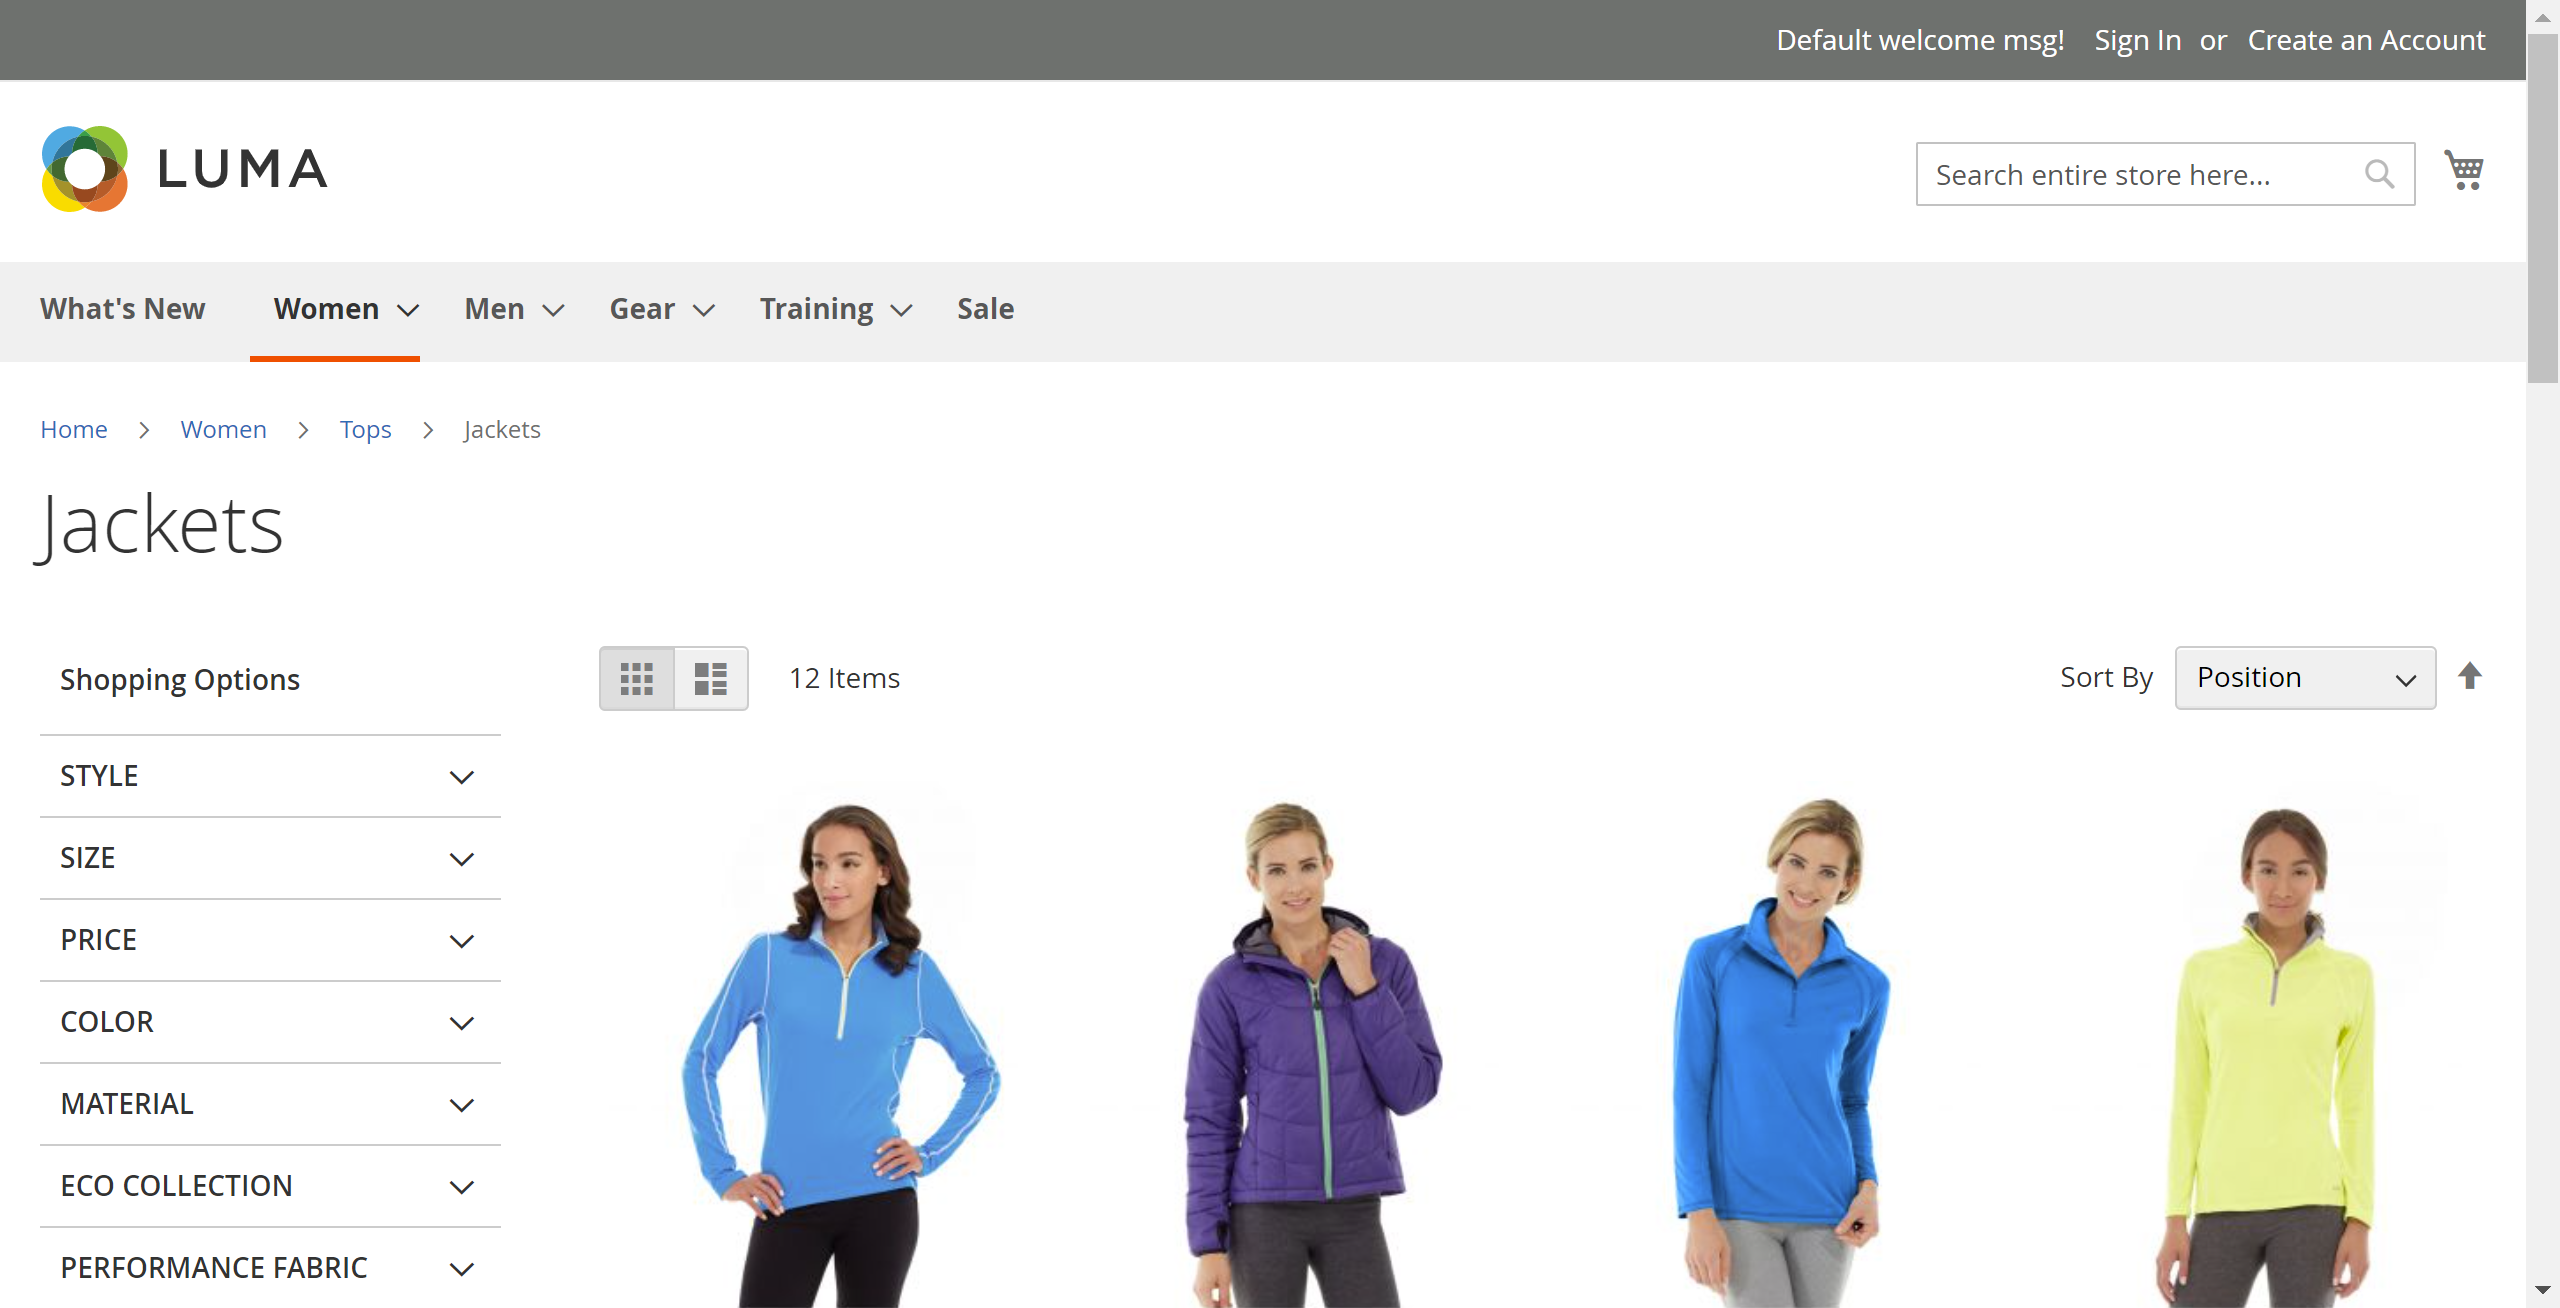 Default welcome msg! Sign In or Create an Account
LUMA
Search entire store here...
What's New Women Men Gear Training Sale
Home Women Tops Jackets
Jackets
Shopping Options
12 Items
Sort By Position
STYLE
SIZE
PRICE
COLOR
MATERIAL
ECO COLLECTION
PERFORMANCE FABRIC